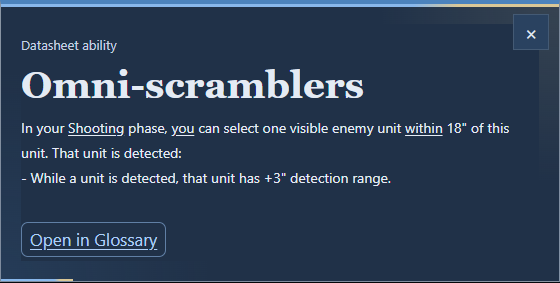 Datasheet ability
×
Omni-scramblers
In your Shooting phase, you can select one visible enemy unit within 18" of this
unit. That unit is detected:
- While a unit is detected, that unit has +3" detection range.
Open in Glossary